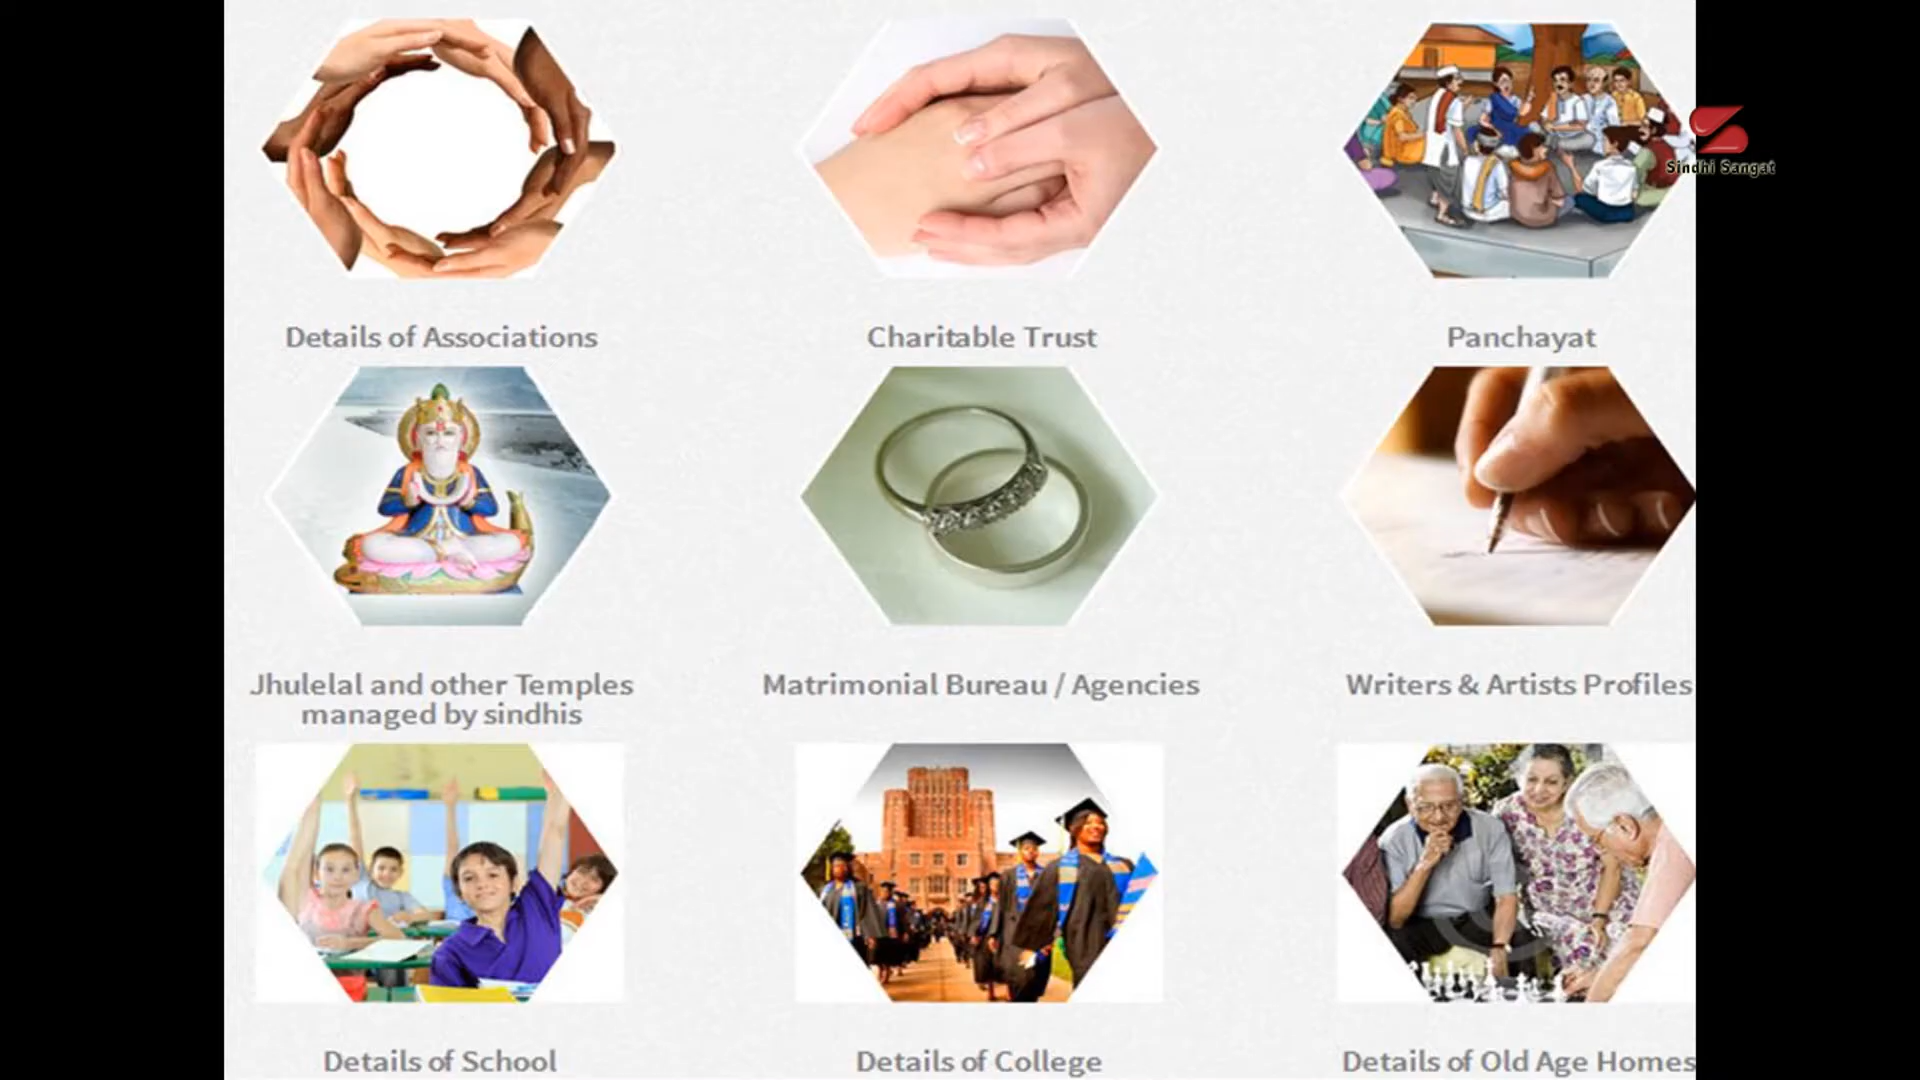 Sindhi Sangat
Details of Associations
Charitable Trust
Panchayat
Jhulelal and other Temples
managed by sindhis
Matrimonial Bureau / Agencies
Writers & Artists Profiles
Details of School
Details of College
Details of Old Age Homes